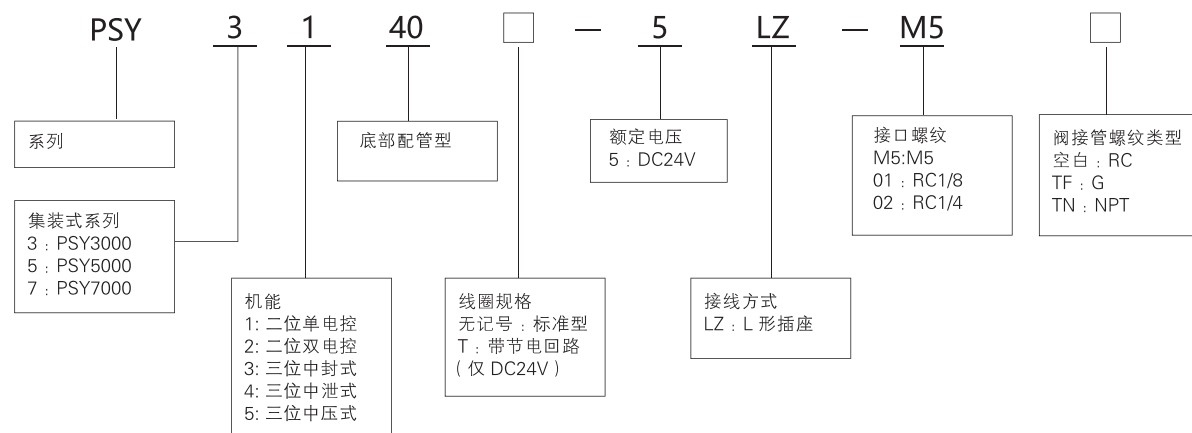 PSY 3 1 40 □ — 5 LZ — M5 □
系列
集装式系列
3：PSY3000
5：PSY5000
7：PSY7000
机能
1: 二位单电控
2: 二位双电控
3: 三位中封式
4: 三位中泄式
5: 三位中压式
底部配管型
线圈规格
无记号：标准型
T：带节电回路
（仅 DC24V）
额定电压
5：DC24V
接线方式
LZ：L 形插座
接口螺纹
M5:M5
01：RC1/8
02：RC1/4
阀接管螺纹类型
空白：RC
TF：G
TN：NPT